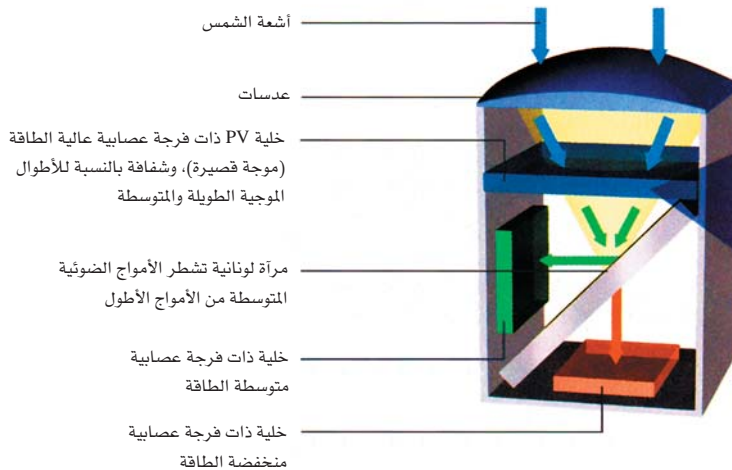 أشعة الشمس
عدسات
خلية PV ذات فرجة عصابية عالية الطاقة
(موجة قصيرة)، وشفافة بالنسبة للأطوال
الموجية الطويلة والمتوسطة
مرآة لونانية تشطر الأمواج الضوئية
المتوسطة من الأمواج الأطول
خلية ذات فرجة عصابية
متوسطة الطاقة
خلية ذات فرجة عصابية
منخفضة الطاقة